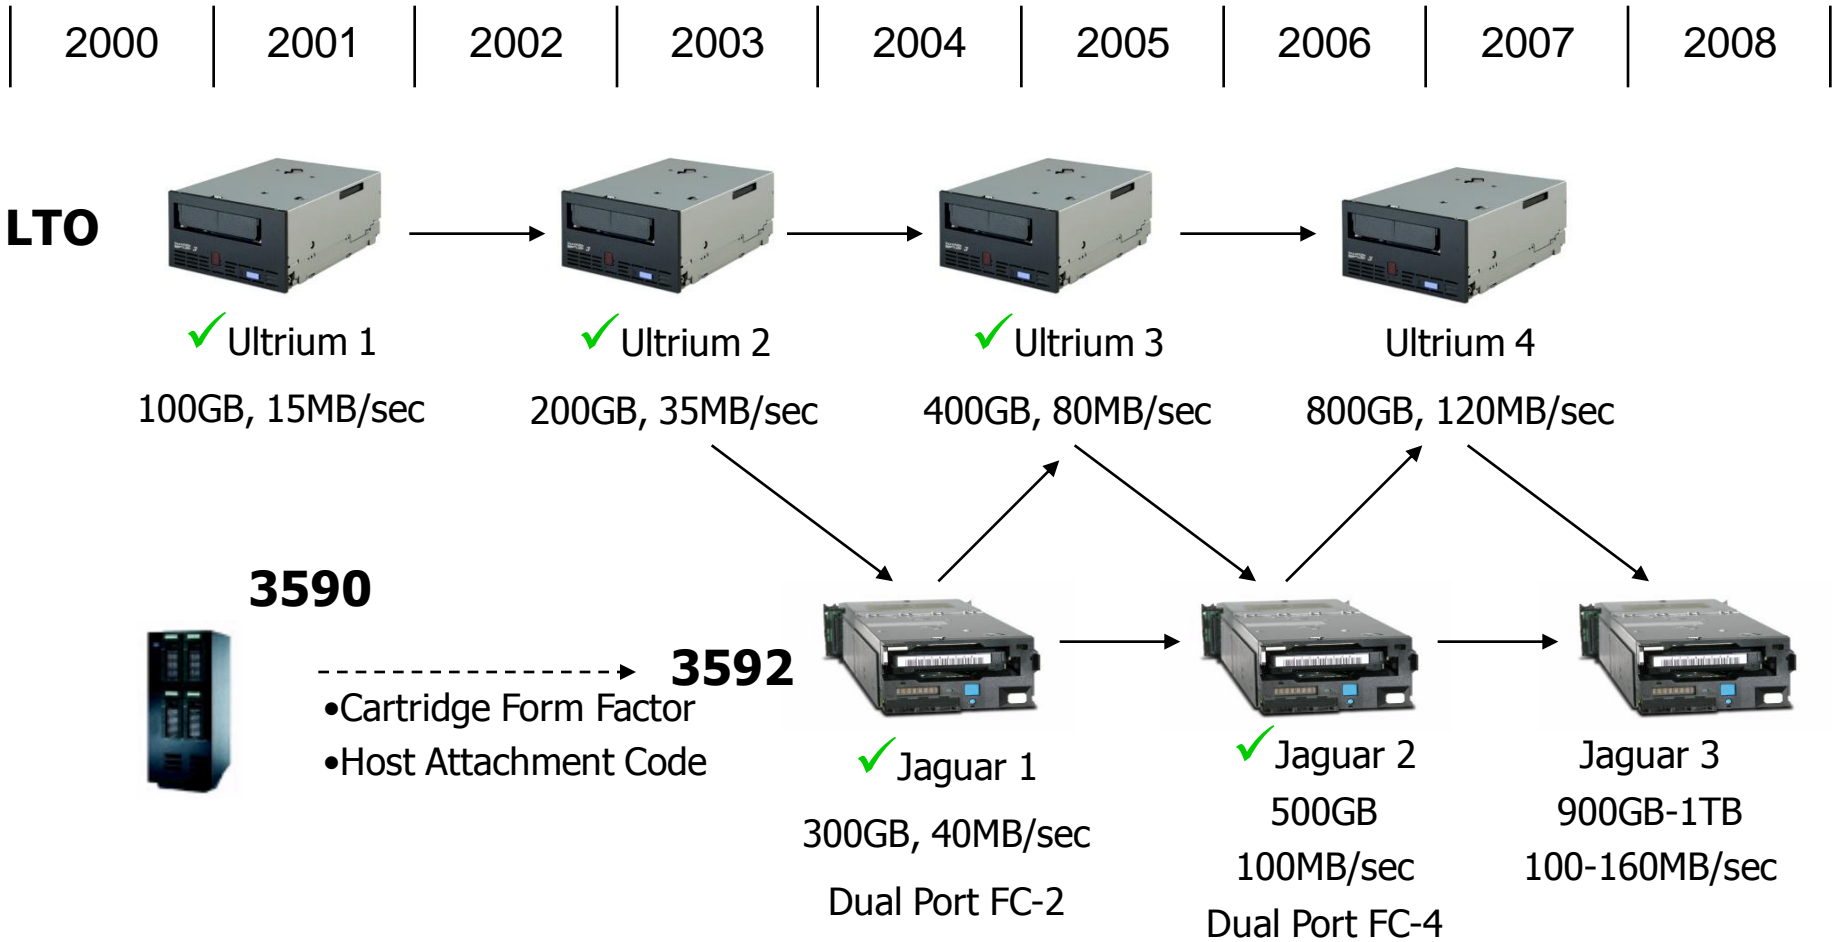 2000 2001 2002 2003 2004 2005 2006 2007 2008
LTO
✓Ultrium 1 ✓Ultrium 2 ✓Ultrium 3 Ultrium 4
100GB, 15MB/sec 200GB, 35MB/sec 400GB, 80MB/sec 800GB, 120MB/sec
3590
3592
•Cartridge Form Factor
•Host Attachment Code
✓Jaguar 1
300GB, 40MB/sec
Dual Port FC-2
✓Jaguar 2
500GB
100MB/sec
Dual Port FC-4
Jaguar 3
900GB-1TB
100-160MB/sec